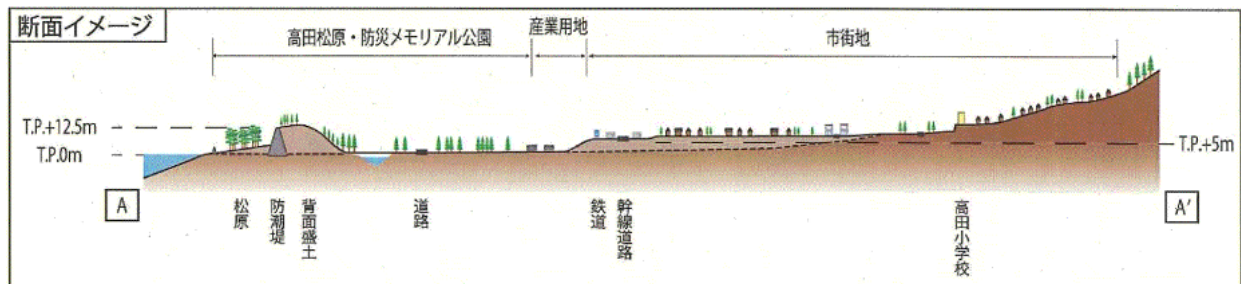 断面イメージ
高田松原・防災メモリアル公園
産業用地
市街地
T.P.+12.5m
T.P.0m
T.P.+5m
A
A'
松原
防潮堤
背面盛土
道路
鉄道
幹線道路
高田小学校